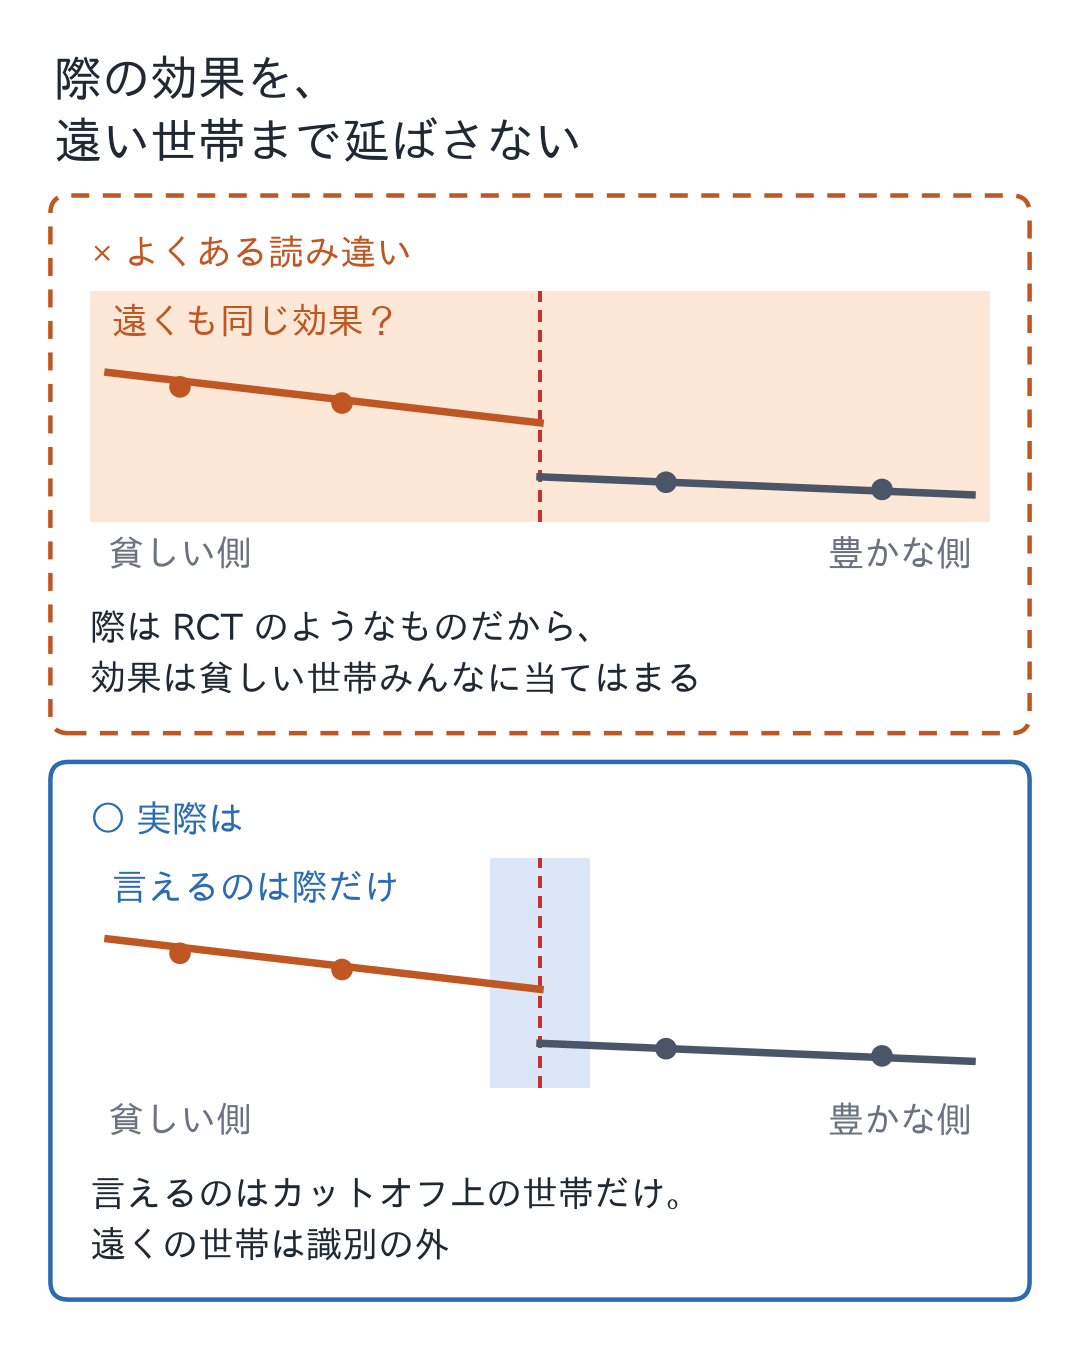 際の効果を、
遠い世帯まで延ばさない
× よくある読み違い
遠くも同じ効果？
貧しい側
豊かな側
際は RCT のようなものだから、
効果は貧しい世帯みんなに当てはまる
○ 実際は
言えるのは際だけ
貧しい側
豊かな側
言えるのはカットオフ上の世帯だけ。
遠くの世帯は識別の外